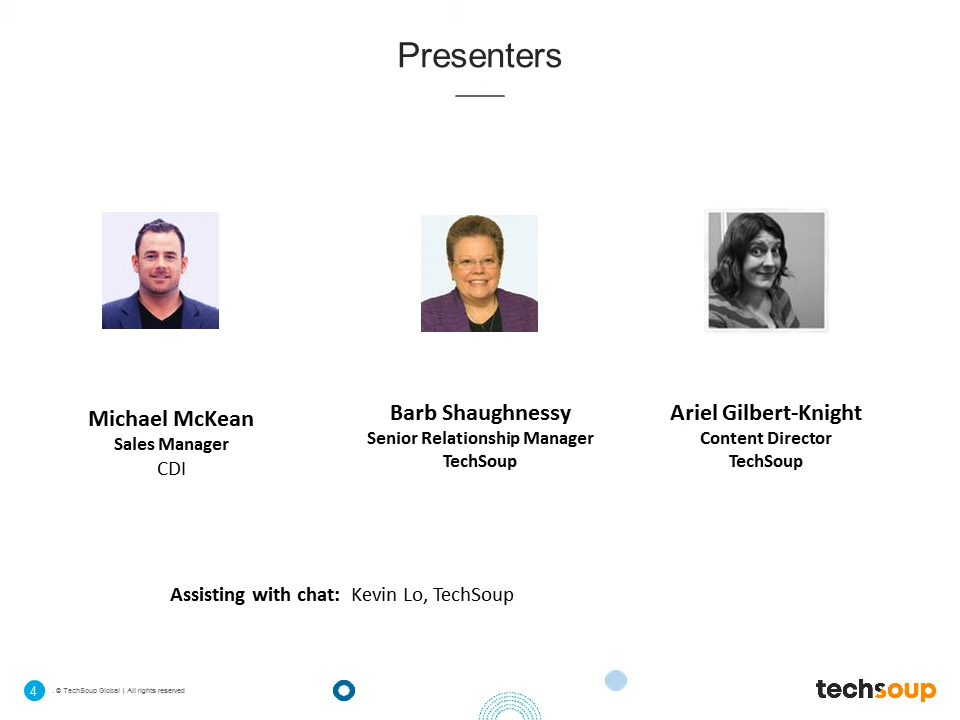 Presenters
Michael McKean
Sales Manager
CDI
Barb Shaughnessy
Senior Relationship Manager
TechSoup
Ariel Gilbert-Knight
Content Director
TechSoup
Assisting with chat: Kevin Lo, TechSoup
4
. © TechSoup Global | All rights reserved
techsoup